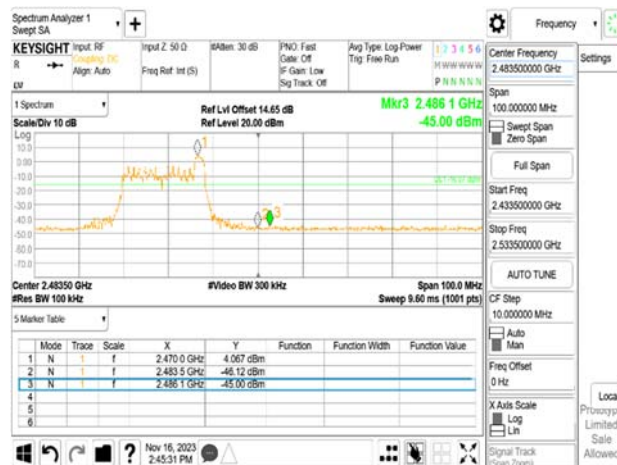 Spectrum Analyzer 1
Swept SA
Frequency
KEYSIGHT
Input: RF
Coupling: DC
Align: Auto
Input Z: 50 Ω
Freq Ref: Int (S)
#Atten: 30 dB
PNO: Fast
Gate: Off
IF Gain: Low
Sig Track: Off
Avg Type: Log-Power
Trig: Free Run
1 2 3 4 5 6
M W W W W W
P N N N N N
R
1 Spectrum
Scale/Div 10 dB
Ref Lvl Offset 14.65 dB
Ref Level 20.00 dBm
Mkr3 2.486 1 GHz
-45.00 dBm
Log
10.0
0.00
-10.0
-20.0
-30.0
-40.0
-50.0
-60.0
-70.0
1
3
Center 2.48350 GHz
#Res BW 100 kHz
#Video BW 300 kHz
Span 100.0 MHz
Sweep 9.60 ms (1001 pts)
5 Marker Table
Mode Trace Scale X Y Function Function Width Function Value
1 N 1 f 2.470 0 GHz 4.067 dBm
2 N 1 f 2.483 5 GHz -46.12 dBm
3 N 1 f 2.486 1 GHz -45.00 dBm
4
5
6
Nov 16, 2023
2:45:31 PM
Center Frequency
2.483500000 GHz
Span
100.000000 MHz
Swept Span
Zero Span
Full Span
Start Freq
2.433500000 GHz
Stop Freq
2.533500000 GHz
AUTO TUNE
CF Step
10.000000 MHz
Auto
Man
Freq Offset
0 Hz
X Axis Scale
Log
Lin
Signal Track
(Span Zoom)
Settings
Loca
Prototyp
Limited
Sale
Allowed